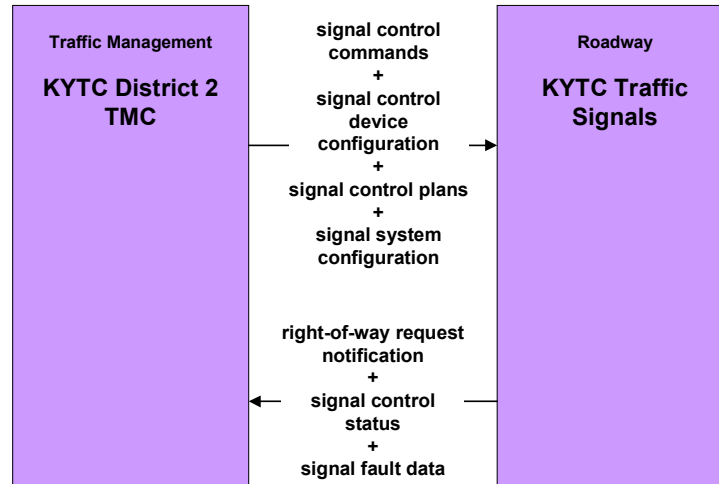 Traffic Management
KYTC District 2
TMC
signal control
commands
+
signal control
device
configuration
+
signal control plans
+
signal system
configuration
Roadway
KYTC Traffic
Signals
right-of-way request
notification
+
signal control
status
+
signal fault data